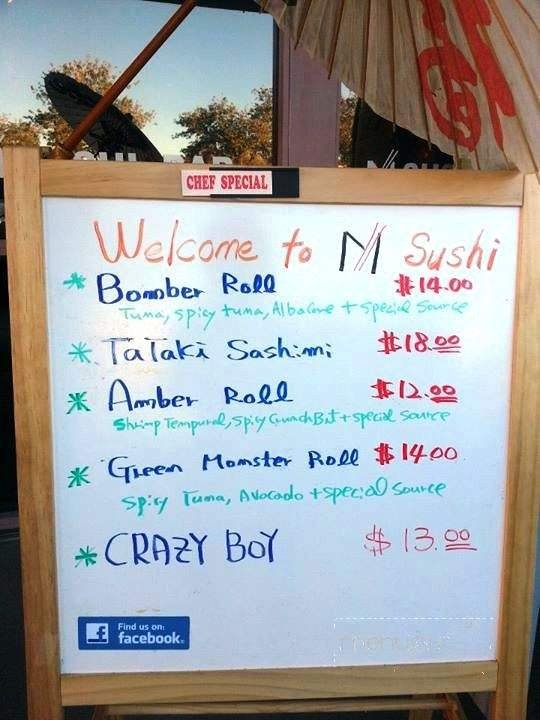 CHEF SPECIAL
Welcome to M Sushi
* Bomber Roll $14.00
Tuna, spicy tuna, Albacore + special Source
* TaTaki Sashimi $18.00
* Amber Roll $12.00
Shrimp Tempural, Spicy Crunch Bit + special Source
* Green Momster Roll $14.00
Spicy Tuna, Avocado + special Source
* CRAZY BOY $13.00
Find us on:
facebook.